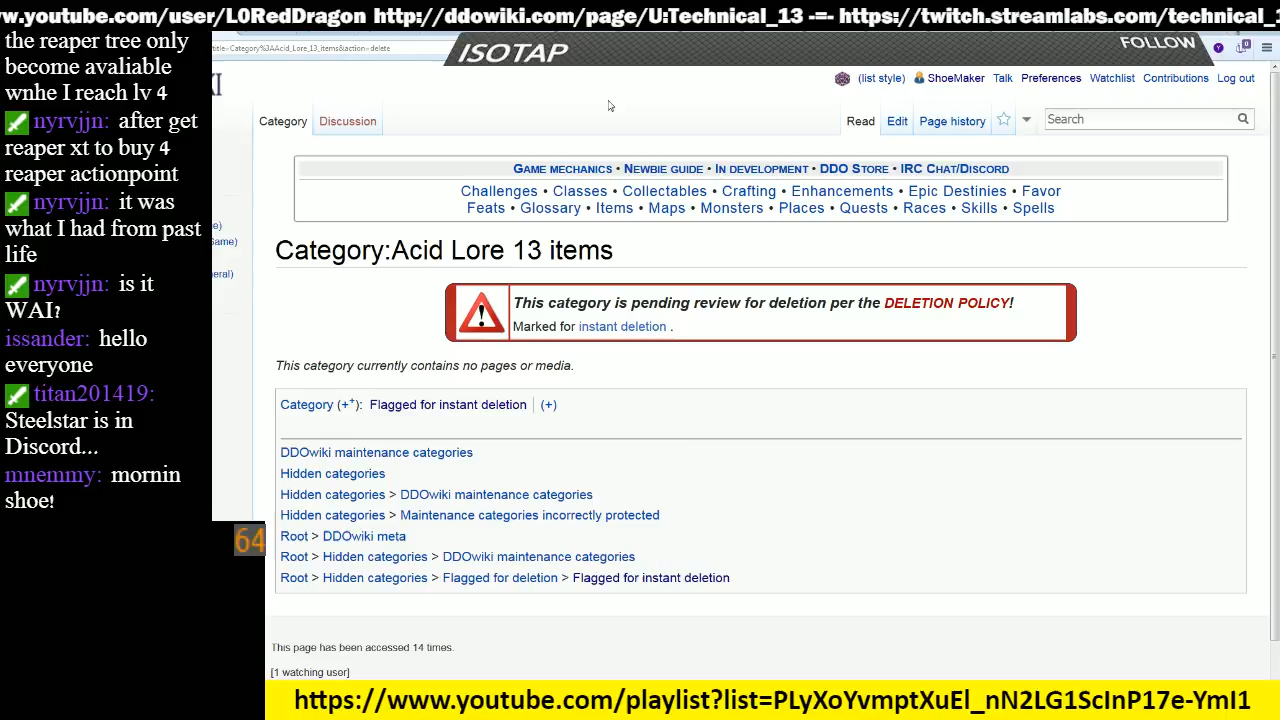 ww.youtube.com/user/L0RedDragon http://ddowiki.com/page/U:Technical_13 -=- https://twitch.streamlabs.com/technical_1
the reaper tree only
become avaliable
wnhe I reach lv 4
nyrvjjn: after get
reaper xt to buy 4
reaper actionpoint
nyrvjjn: it was
what I had from past
life
nyrvjjn: is it
WAI?
issander: hello
everyone
titan201419:
Steelstar is in
Discord...
mnemmy: mornin
shoe!
64
title=Category%3AAcid_Lore_13_items&action=delete
ISOTAP
FOLLOW
0
(list style) ShoeMaker Talk Preferences Watchlist Contributions Log out
Category Discussion Read Edit Page history Search
GAME MECHANICS • NEWBIE GUIDE • IN DEVELOPMENT • DDO STORE • IRC CHAT/DISCORD
Challenges • Classes • Collectables • Crafting • Enhancements • Epic Destinies • Favor
Feats • Glossary • Items • Maps • Monsters • Places • Quests • Races • Skills • Spells
Category:Acid Lore 13 items
This category is pending review for deletion per the DELETION POLICY!
Marked for instant deletion .
This category currently contains no pages or media.
Category (+⁺): Flagged for instant deletion (+)
DDOwiki maintenance categories
Hidden categories
Hidden categories > DDOwiki maintenance categories
Hidden categories > Maintenance categories incorrectly protected
Root > DDOwiki meta
Root > Hidden categories > DDOwiki maintenance categories
Root > Hidden categories > Flagged for deletion > Flagged for instant deletion
This page has been accessed 14 times.
[1 watching user]
https://www.youtube.com/playlist?list=PLyXoYvmptXuEl_nN2LG1ScInP17e-YmI1